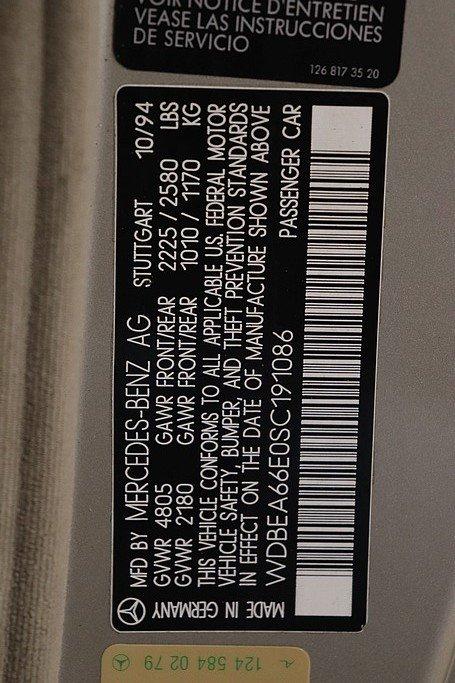 VOIR NOTICE D'ENTRETIEN
VEASE LAS INSTRUCCIONES
DE SERVICIO
126 817 35 20
MFD BY MERCEDES-BENZ AG STUTTGART 10/94
GVWR 4805 GAWR FRONT/REAR 2225/2580 LBS
GVWR 2180 GAWR FRONT/REAR 1010/1170 KG
THIS VEHICLE CONFORMS TO ALL APPLICABLE U.S. FEDERAL MOTOR
VEHICLE SAFETY, BUMPER, AND THEFT PREVENTION STANDARDS
IN EFFECT ON THE DATE OF MANUFACTURE SHOWN ABOVE
WDBEA66E0SC191086 PASSENGER CAR
MADE IN GERMANY
124 584 02 79